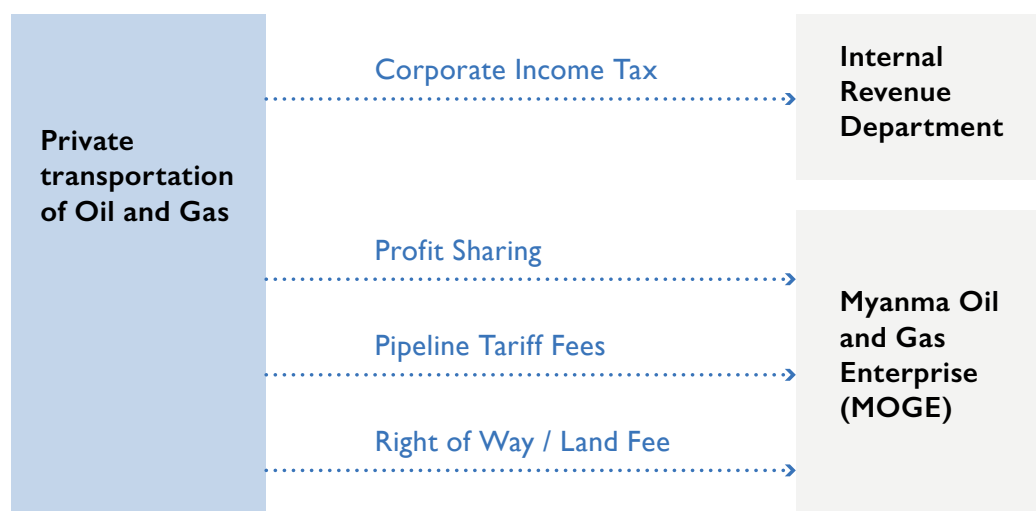 Private
transportation
of Oil and Gas
Corporate Income Tax
Internal
Revenue
Department
Profit Sharing
Pipeline Tariff Fees
Right of Way / Land Fee
Myanma Oil
and Gas
Enterprise
(MOGE)